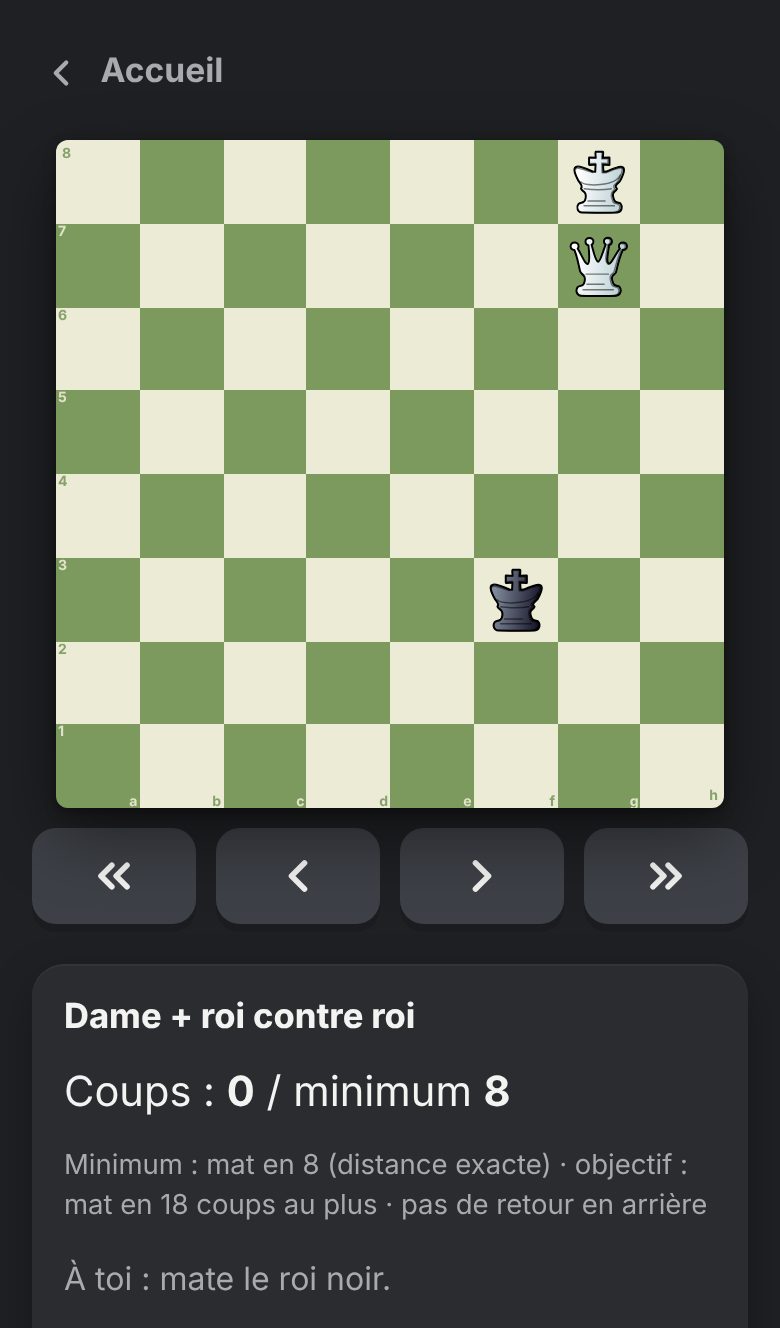 Accueil
8
7
6
5
4
3
2
1
a b c d e f g h
Dame + roi contre roi
Coups : 0 / minimum 8
Minimum : mat en 8 (distance exacte) · objectif :
mat en 18 coups au plus · pas de retour en arrière
À toi : mate le roi noir.